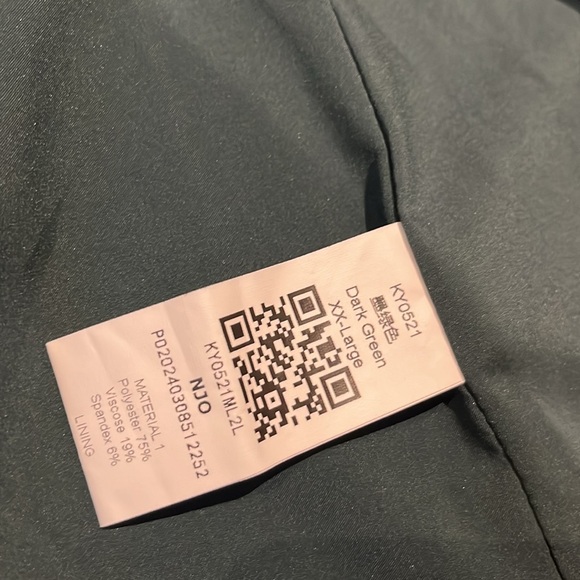 KY0521
墨绿色
Dark Green
XX-Large
KY0521ML2L
NJO
P0202403086512252
MATERIAL 1
Polyester 75%
Viscose 19%
Spandex 6%
LINING